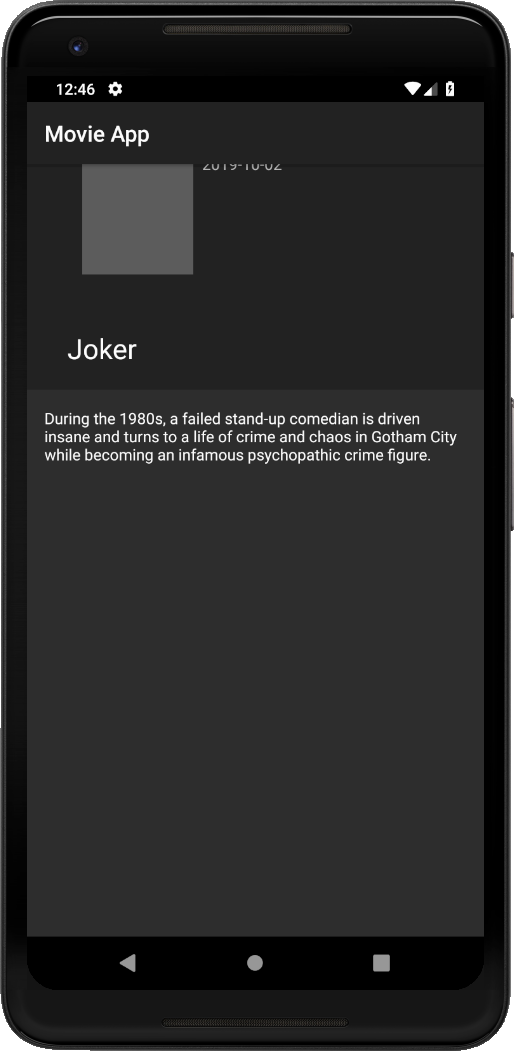 12:46
Movie App
2019-10-02
Joker
During the 1980s, a failed stand-up comedian is driven
insane and turns to a life of crime and chaos in Gotham City
while becoming an infamous psychopathic crime figure.